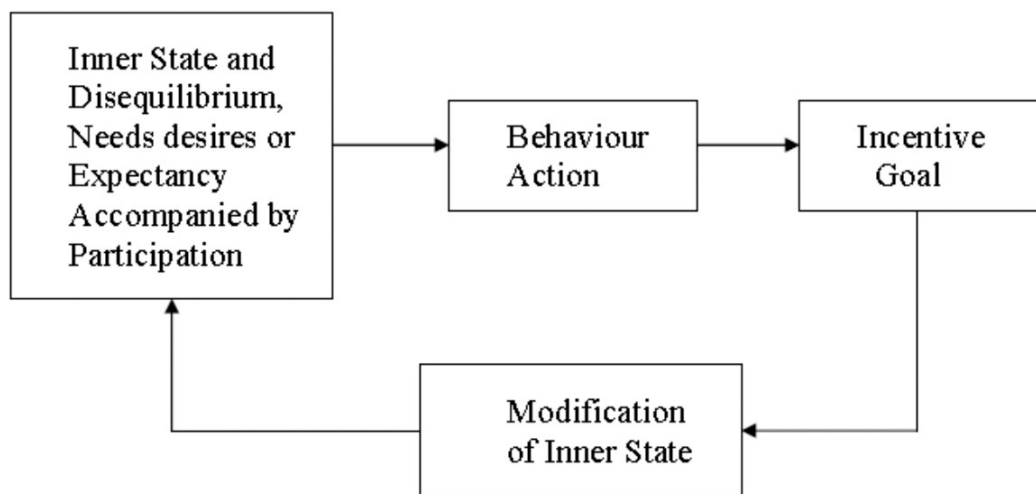 Inner State and
Disequilibrium,
Needs desires or
Expectancy
Accompanied by
Participation
Behaviour
Action
Incentive
Goal
Modification
of Inner State